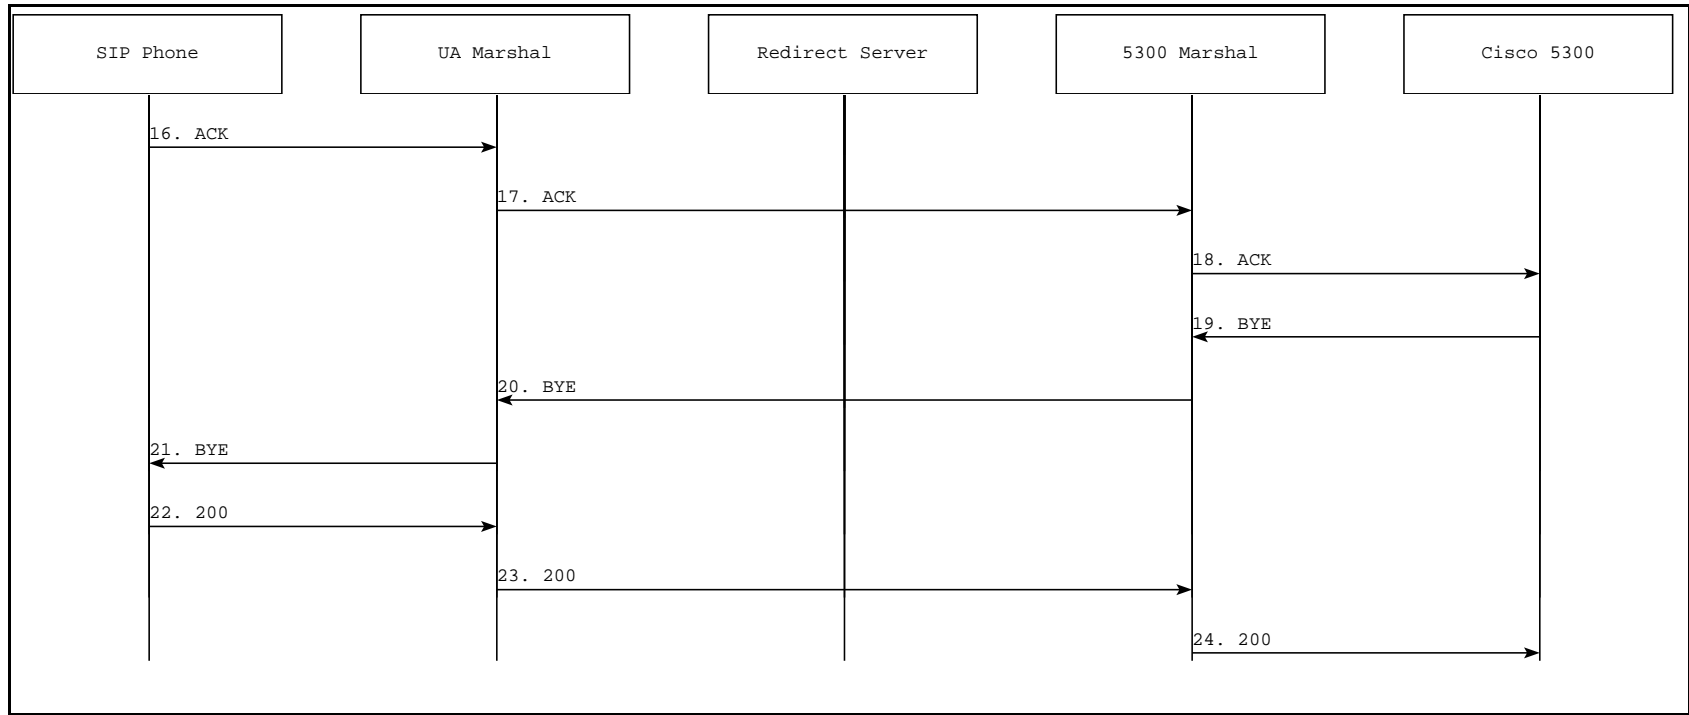 SIP Phone
UA Marshal
Redirect Server
5300 Marshal
Cisco 5300
16. ACK
17. ACK
18. ACK
19. BYE
20. BYE
21. BYE
22. 200
23. 200
24. 200